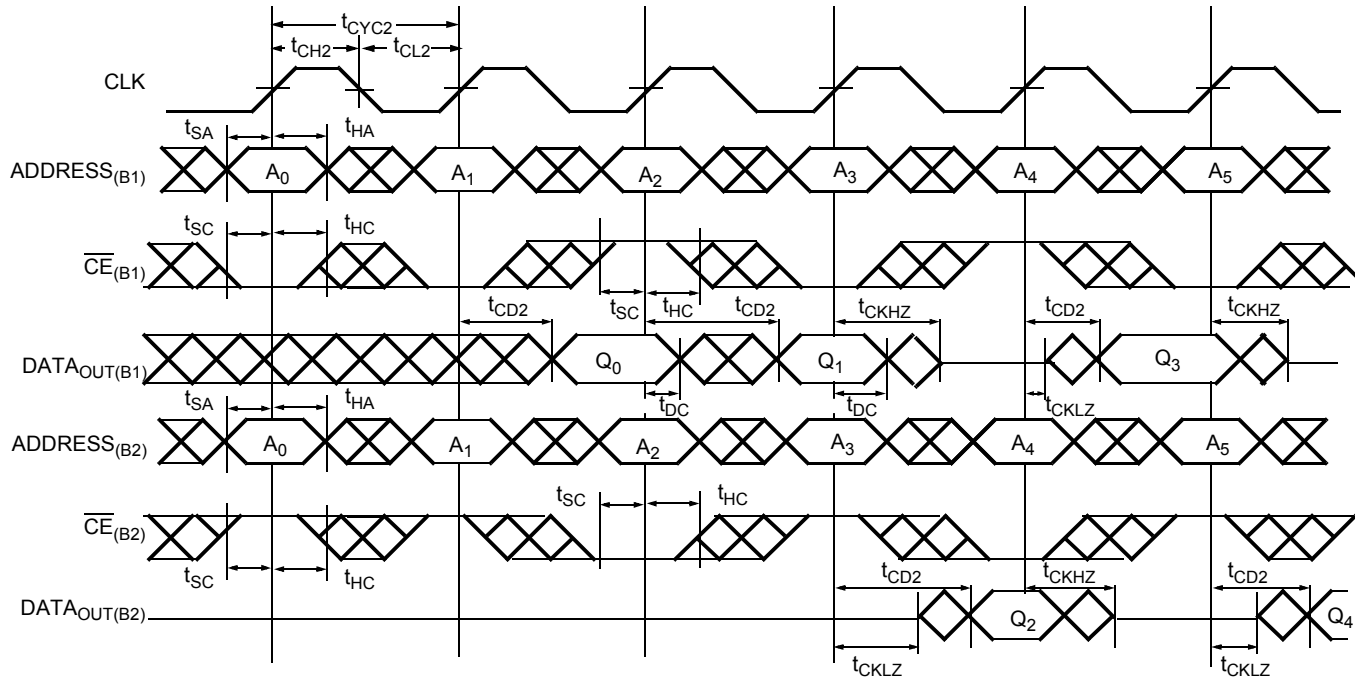 tCYC2
tCH2 tCL2
CLK
tSA tHA
ADDRESS(B1) A0 A1 A2 A3 A4 A5
tSC tHC
CE(B1)
tCD2 tSC tHC tCD2 tCKHZ tCD2 tCKHZ
DATAOUT(B1) Q0 Q1 Q3
tSA tHA tDC tDC tCKLZ
ADDRESS(B2) A0 A1 A2 A3 A4 A5
tSC tHC
CE(B2)
tSC tHC tCD2 tCKHZ tCD2
DATAOUT(B2) Q2 Q4
tCKLZ tCKLZ